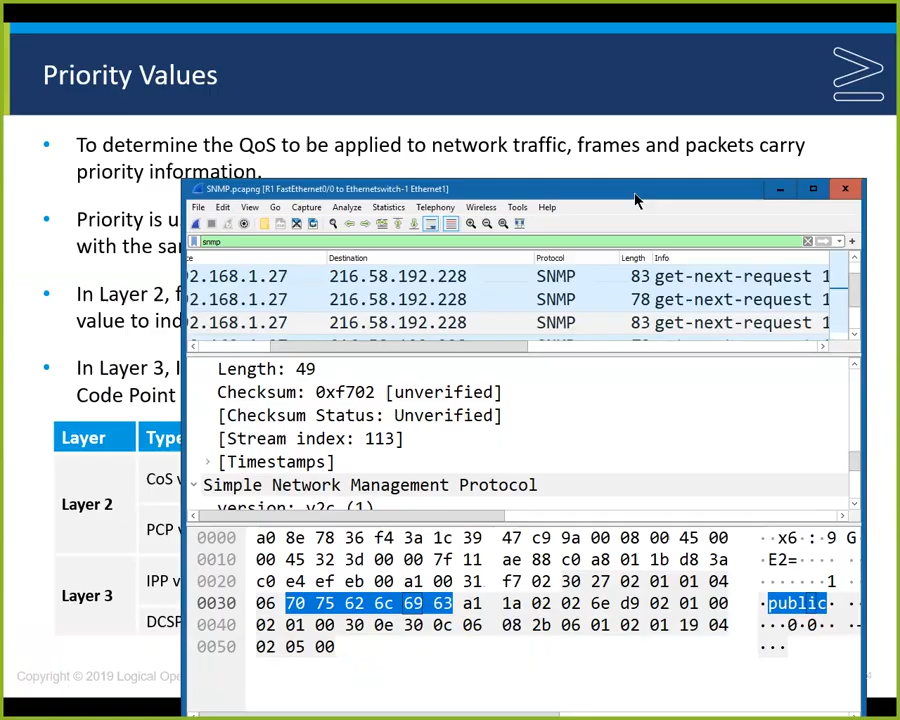 Priority Values
• To determine the QoS to be applied to network traffic, frames and packets carry
priority information.
• Priority is u
with the sa
• In Layer 2, f
value to ind
• In Layer 3, I
Code Point
Layer Type
Layer 2
CoS v
PCP v
Layer 3
IPP v
DCSP
Copyright © 2019 Logical Ope
SNMP.pcapng [R1 FastEthernet0/0 to Ethernetswitch-1 Ethernet1]
File Edit View Go Capture Analyze Statistics Telephony Wireless Tools Help
snmp
ce Destination Protocol Length Info
02.168.1.27 216.58.192.228 SNMP 83 get-next-request 1
02.168.1.27 216.58.192.228 SNMP 78 get-next-request 1
02.168.1.27 216.58.192.228 SNMP 83 get-next-request 1
Length: 49
Checksum: 0xf702 [unverified]
[Checksum Status: Unverified]
[Stream index: 113]
[Timestamps]
Simple Network Management Protocol
version: v2c (1)
0000 a0 8e 78 36 f4 3a 1c 39 47 c9 9a 00 08 00 45 00 ··x6·:·9 G
0010 00 45 32 3d 00 00 7f 11 ae 88 c0 a8 01 1b d8 3a ·E2=····
0020 c0 e4 ef eb 00 a1 00 31 f7 02 30 27 02 01 01 04 ·······1
0030 06 70 75 62 6c 69 63 a1 1a 02 02 6e d9 02 01 00 ·public·
0040 02 01 00 30 0e 30 0c 06 08 2b 06 01 02 01 19 04 ···0·0··
0050 02 05 00 ···